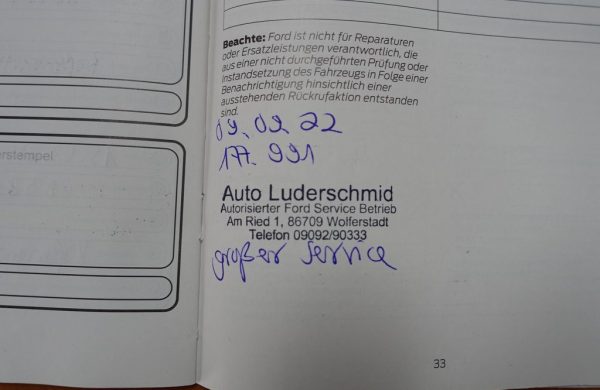 Beachte: Ford ist nicht für Reparaturen
oder Ersatzleistungen verantwortlich, die
aus einer nicht durchgeführten Prüfung oder
Instandsetzung des Fahrzeugs in Folge einer
Benachrichtigung hinsichtlich einer
ausstehenden Rückrufaktion entstanden
sind.
09.09.22
177.991
erstempel
Auto Luderschmid
Autorisierter Ford Service Betrieb
Am Ried 1, 86709 Wolferstadt
Telefon 09092/90333
großer Service
33